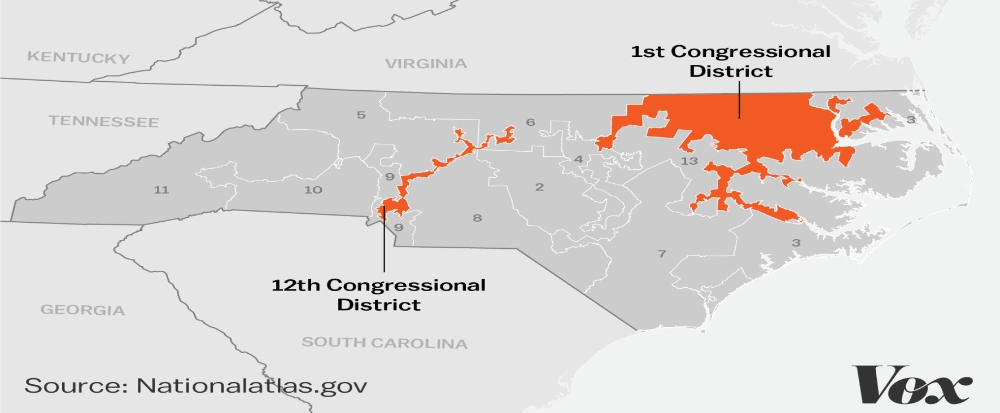 KENTUCKY
VIRGINIA
1st Congressional
District
TENNESSEE
5
6
3
4
13
9
11
10
2
8
9
7
3
12th Congressional
District
GEORGIA
SOUTH CAROLINA
Source: Nationalatlas.gov
Vox